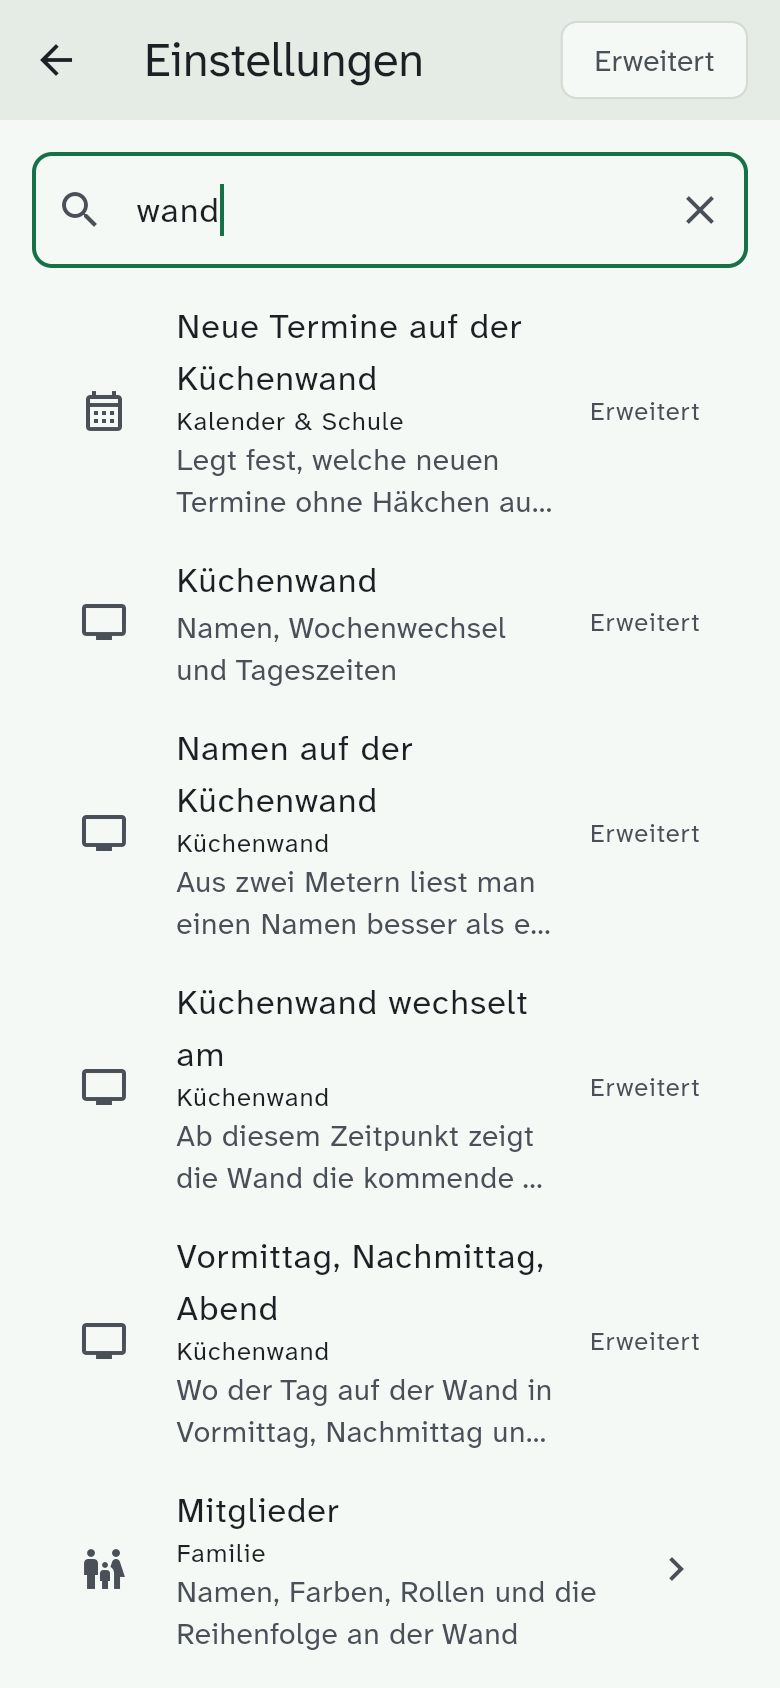 Einstellungen
Erweitert
wand
Neue Termine auf der
Küchenwand
Kalender & Schule
Legt fest, welche neuen
Termine ohne Häkchen au...
Erweitert
Küchenwand
Namen, Wochenwechsel
und Tageszeiten
Erweitert
Namen auf der
Küchenwand
Küchenwand
Aus zwei Metern liest man
einen Namen besser als e...
Erweitert
Küchenwand wechselt
am
Küchenwand
Ab diesem Zeitpunkt zeigt
die Wand die kommende ...
Erweitert
Vormittag, Nachmittag,
Abend
Küchenwand
Wo der Tag auf der Wand in
Vormittag, Nachmittag un...
Erweitert
Mitglieder
Familie
Namen, Farben, Rollen und die
Reihenfolge an der Wand